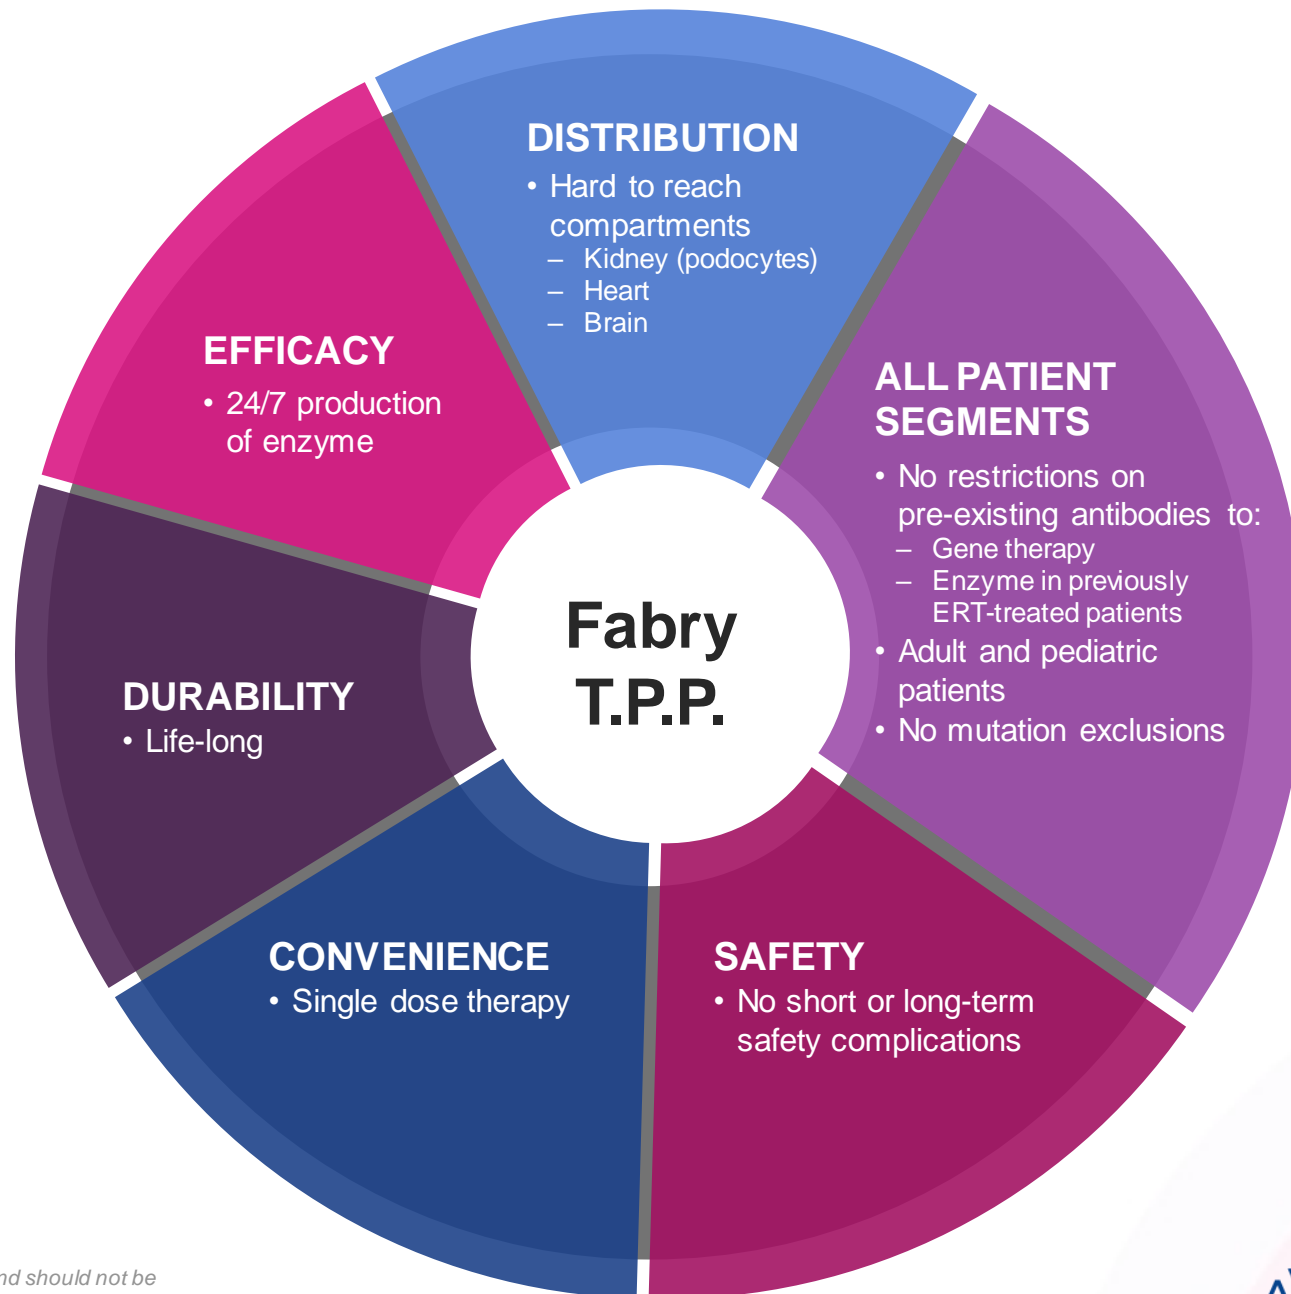 DISTRIBUTION
• Hard to reach
compartments
– Kidney (podocytes)
– Heart
– Brain
EFFICACY
• 24/7 production
of enzyme
ALL PATIENT
SEGMENTS
• No restrictions on
pre-existing antibodies to:
– Gene therapy
– Enzyme in previously
ERT-treated patients
• Adult and pediatric
patients
• No mutation exclusions
Fabry
T.P.P.
DURABILITY
• Life-long
CONVENIENCE
• Single dose therapy
SAFETY
• No short or long-term
safety complications
should not be